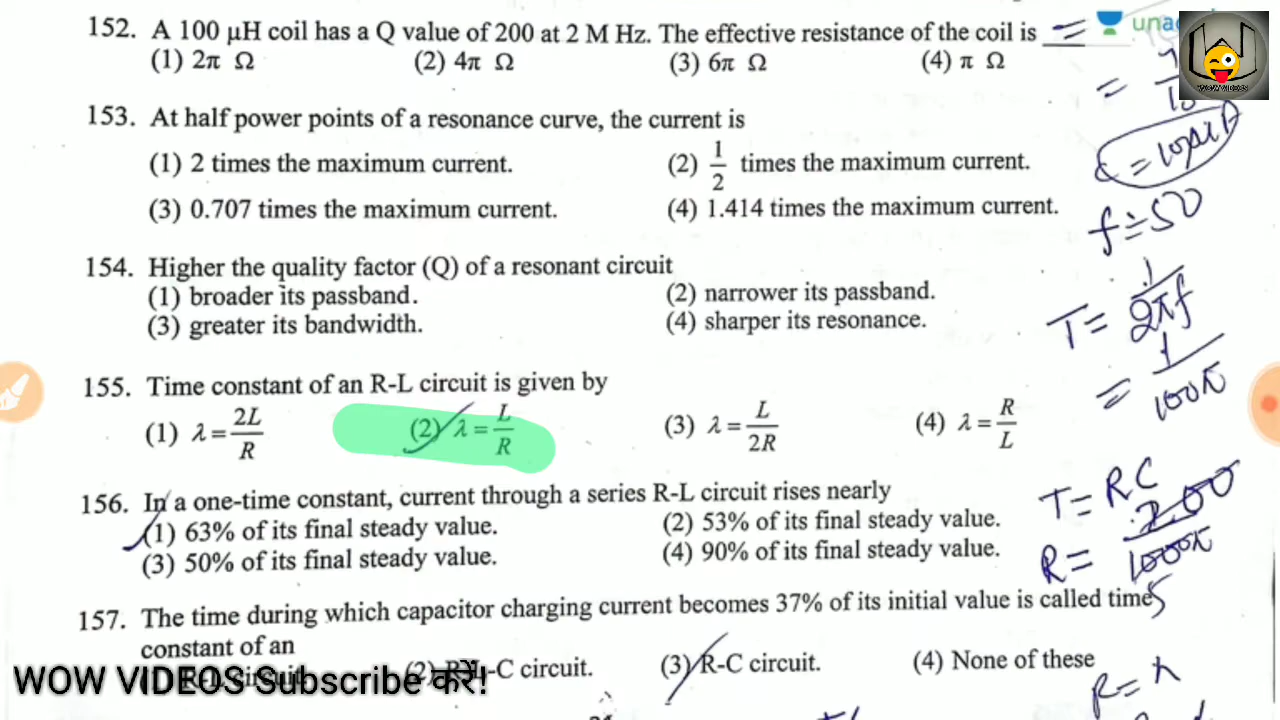 152. A 100 μH coil has a Q value of 200 at 2 M Hz. The effective resistance of the coil is __
(1) 2π Ω (2) 4π Ω (3) 6π Ω (4) π Ω
WOW VIDEOS
153. At half power points of a resonance curve, the current is
(1) 2 times the maximum current. (2) 1/2 times the maximum current.
(3) 0.707 times the maximum current. (4) 1.414 times the maximum current.
f = 50
154. Higher the quality factor (Q) of a resonant circuit
(1) broader its passband. (2) narrower its passband.
(3) greater its bandwidth. (4) sharper its resonance.
T = 1/2πf
= 1/100π
155. Time constant of an R-L circuit is given by
(1) λ = 2L/R (2) λ = L/R (3) λ = L/2R (4) λ = R/L
156. In a one-time constant, current through a series R-L circuit rises nearly
(1) 63% of its final steady value. (2) 53% of its final steady value.
(3) 50% of its final steady value. (4) 90% of its final steady value.
T = RC
R =
157. The time during which capacitor charging current becomes 37% of its initial value is called time
constant of an
R-L circuit. (2) R-L-C circuit. (3) R-C circuit. (4) None of these
WOW VIDEOS Subscribe करे!